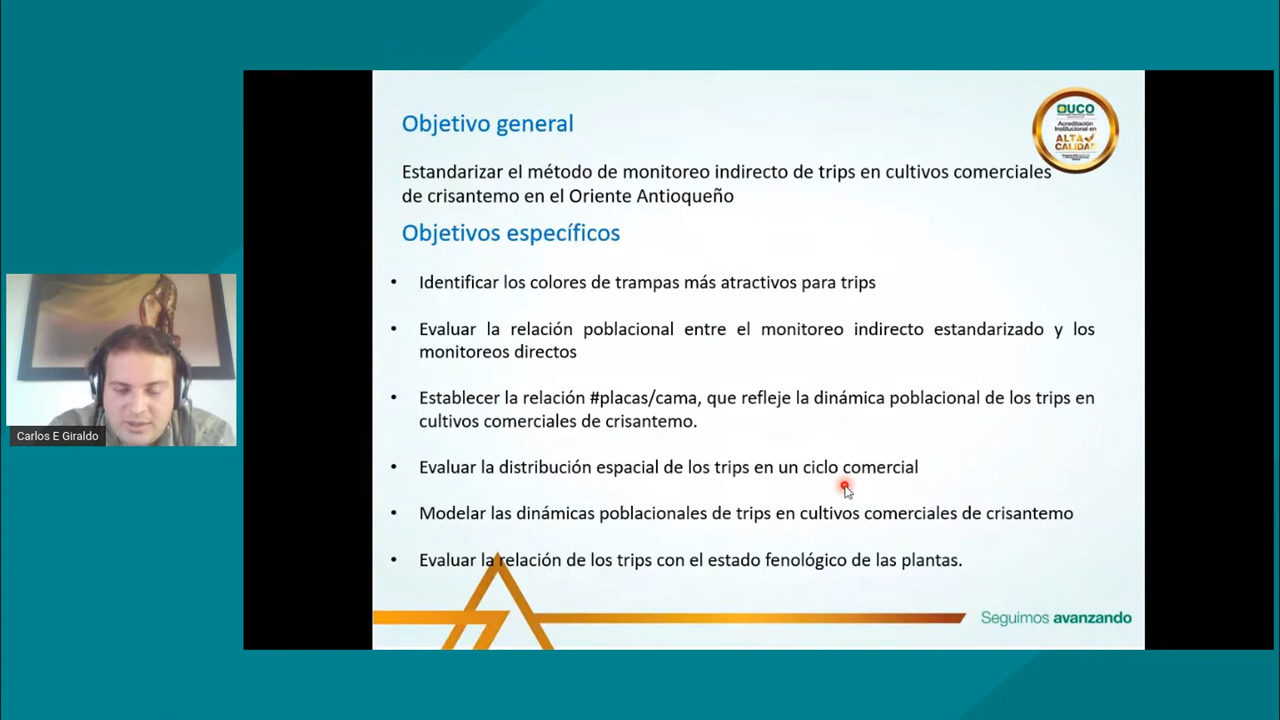 Objetivo general
UCO
Acreditación
Institucional en
ALTA
CALIDAD
Estandarizar el método de monitoreo indirecto de trips en cultivos comerciales
de crisantemo en el Oriente Antioqueño
Objetivos específicos
• Identificar los colores de trampas más atractivos para trips
• Evaluar la relación poblacional entre el monitoreo indirecto estandarizado y los
monitoreos directos
• Establecer la relación #placas/cama, que refleje la dinámica poblacional de los trips en
cultivos comerciales de crisantemo.
• Evaluar la distribución espacial de los trips en un ciclo comercial
• Modelar las dinámicas poblacionales de trips en cultivos comerciales de crisantemo
• Evaluar la relación de los trips con el estado fenológico de las plantas.
Seguimos avanzando
Carlos E Giraldo